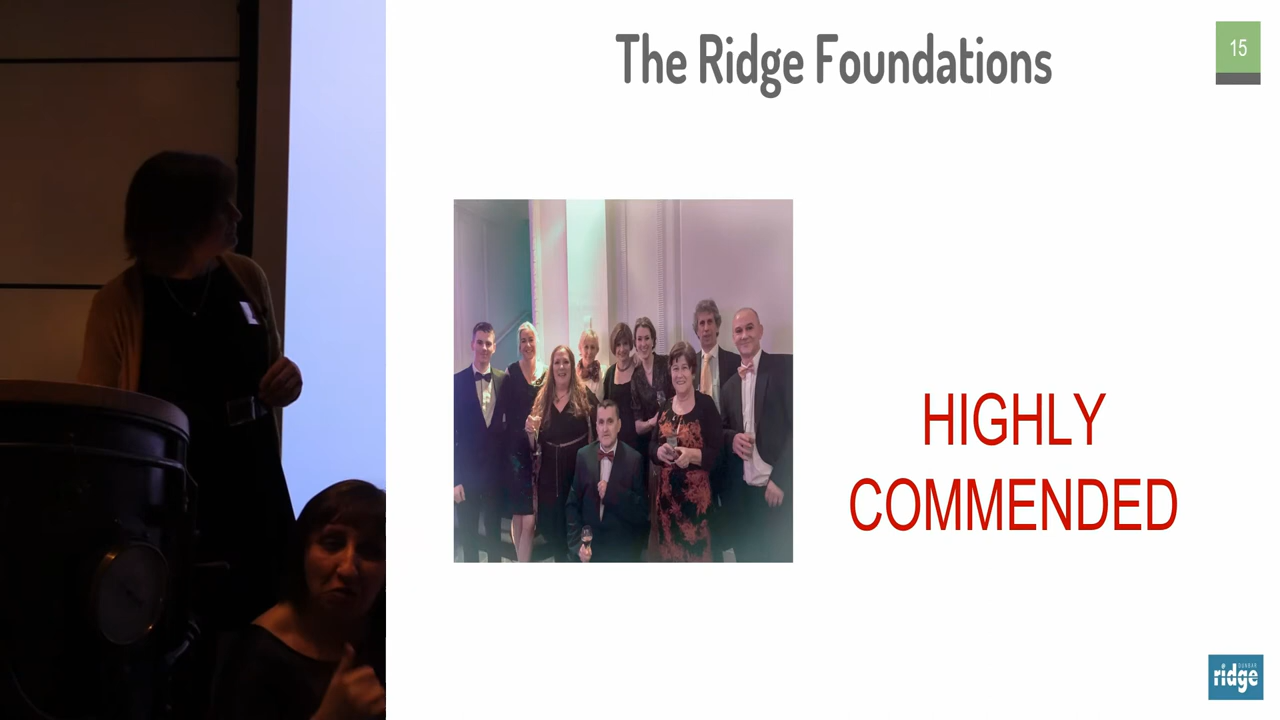 The Ridge Foundations
15
HIGHLY
COMMENDED
DUNBAR
ridge